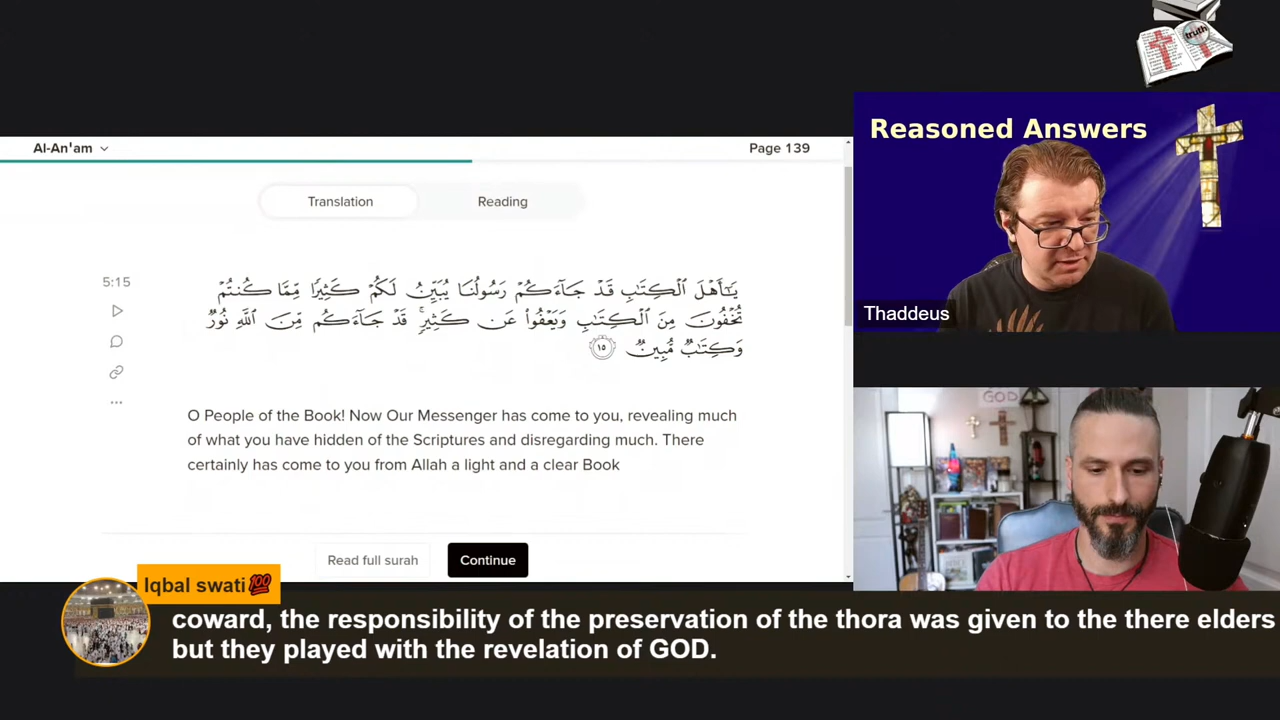 truth
Reasoned Answers
Thaddeus
GOD
Al-An'am
Page 139
Translation
Reading
5:15
يَـٰٓأَهْلَ ٱلْكِتَـٰبِ قَدْ جَآءَكُمْ رَسُولُنَا يُبَيِّنُ لَكُمْ كَثِيرًا مِّمَّا كُنتُمْ
تُخْفُونَ مِنَ ٱلْكِتَـٰبِ وَيَعْفُوا۟ عَن كَثِيرٍ ۚ قَدْ جَآءَكُم مِّنَ ٱللَّهِ نُورٌ
وَكِتَـٰبٌ مُّبِينٌ ١٥
O People of the Book! Now Our Messenger has come to you, revealing much
of what you have hidden of the Scriptures and disregarding much. There
certainly has come to you from Allah a light and a clear Book
Read full surah
Continue
Iqbal swati💯
coward, the responsibility of the preservation of the thora was given to the there elders
but they played with the revelation of GOD.